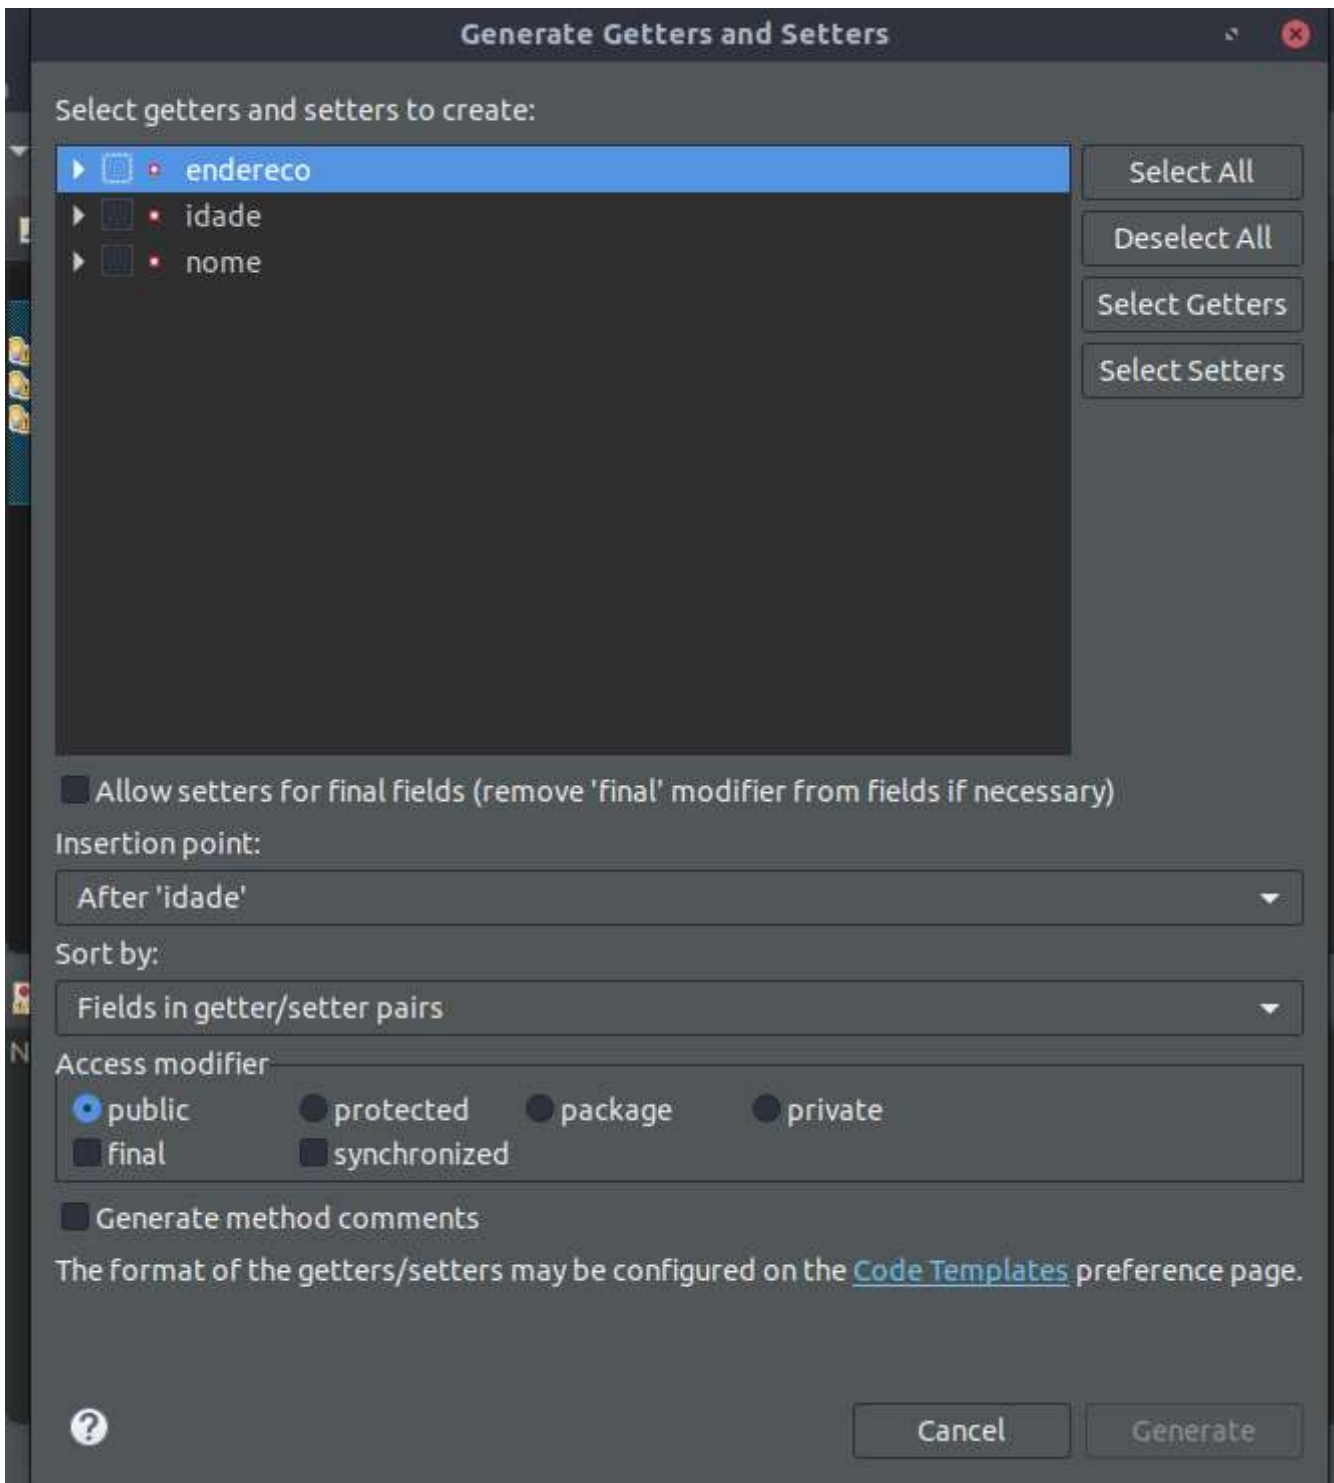 Generate Getters and Setters
Select getters and setters to create:
endereco
idade
nome
Select All
Deselect All
Select Getters
Select Setters
Allow setters for final fields (remove 'final' modifier from fields if necessary)
Insertion point:
After 'idade'
Sort by:
Fields in getter/setter pairs
Access modifier
public protected package private
final synchronized
Generate method comments
The format of the getters/setters may be configured on the Code Templates preference page.
N
?
Cancel Generate